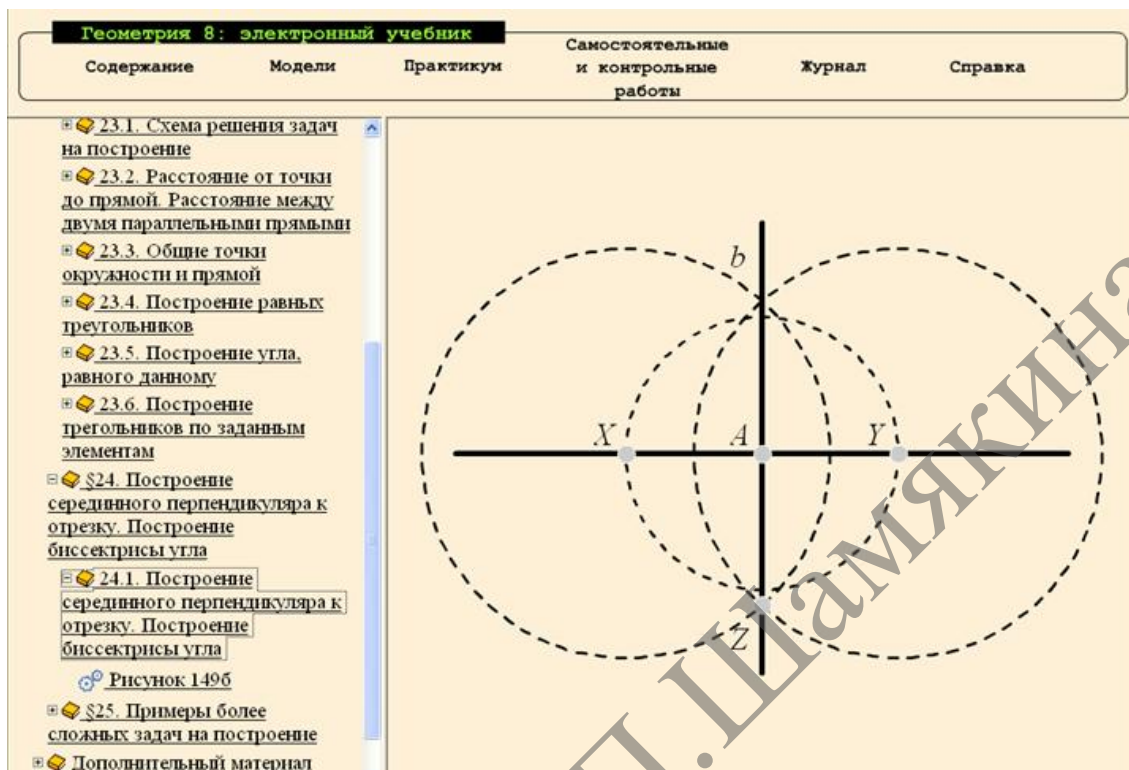 Геометрия 8: электронный учебник
Содержание Модели Практикум Самостоятельные и контрольные работы Журнал Справка
23.1. Схема решения задач
на построение
23.2. Расстояние от точки
до прямой. Расстояние между
двумя параллельными прямыми
23.3. Общие точки
окружности и прямой
23.4. Построение равных
треугольников
23.5. Построение угла,
равного данному
23.6. Построение
трегольников по заданным
элементам
§24. Построение
серединного перпендикуляра к
отрезку. Построение
биссектрисы угла
24.1. Построение
серединного перпендикуляра к
отрезку. Построение
биссектрисы угла
Рисунок 149б
§25. Примеры более
сложных задач на построение
Дополнительный материал
b
X A Y
Z
П.Шамякина